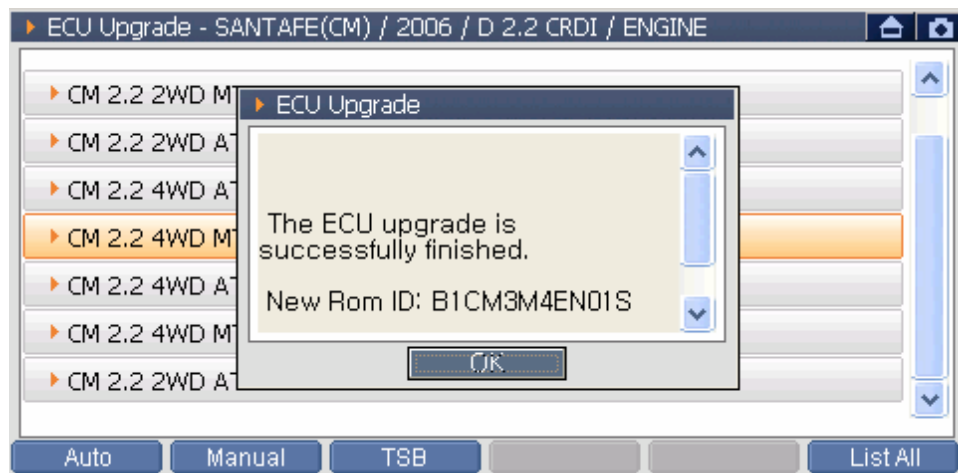 ECU Upgrade - SANTAFE(CM) / 2006 / D 2.2 CRDI / ENGINE
CM 2.2 2WD MT
CM 2.2 2WD AT
CM 2.2 4WD AT
CM 2.2 4WD MT
CM 2.2 4WD AT
CM 2.2 4WD MT
CM 2.2 2WD AT
ECU Upgrade
The ECU upgrade is
successfully finished.
New Rom ID: B1CM3M4EN01S
OK
Auto Manual TSB List All